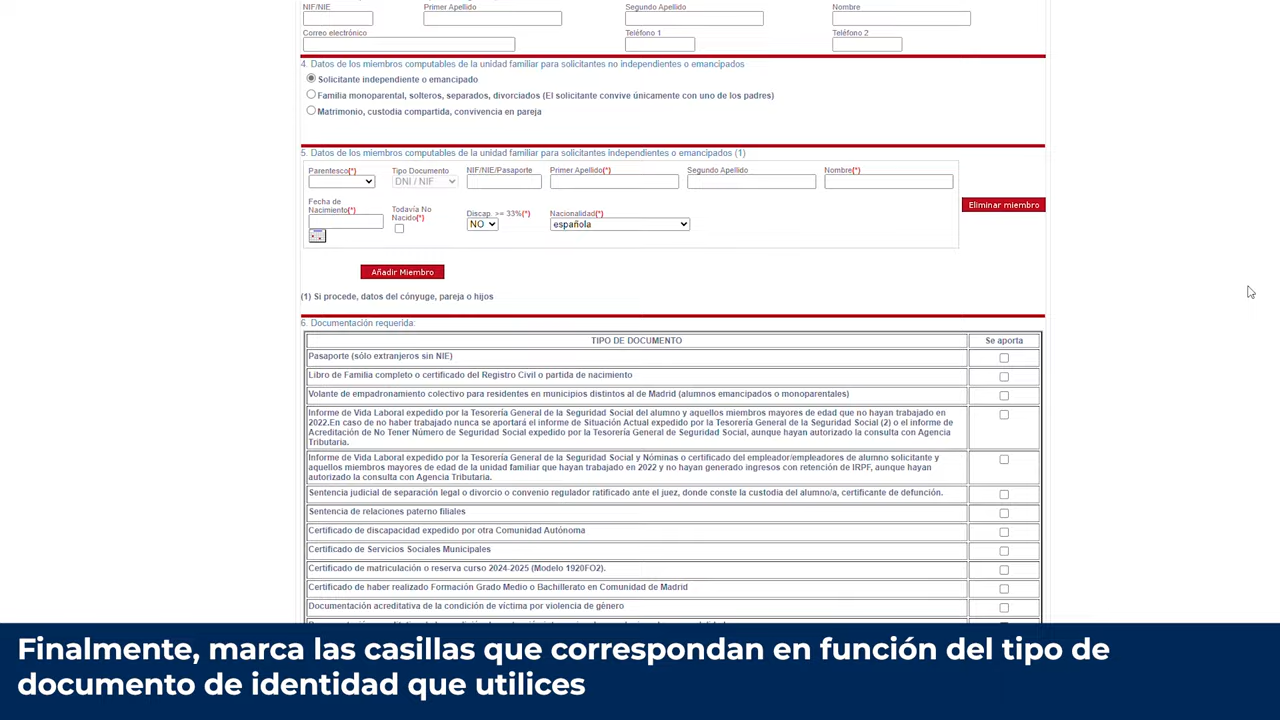 NIF/NIE Primer Apellido Segundo Apellido Nombre
Correo electrónico Teléfono 1 Teléfono 2
4. Datos de los miembros computables de la unidad familiar para solicitantes no independientes o emancipados
Solicitante independiente o emancipado
Familia monoparental, solteros, separados, divorciados (El solicitante convive únicamente con uno de los padres)
Matrimonio, custodia compartida, convivencia en pareja
5. Datos de los miembros computables de la unidad familiar para solicitantes independientes o emancipados (1)
Parentesco(*) Tipo Documento NIF/NIE/Pasaporte Primer Apellido(*) Segundo Apellido Nombre(*)
DNI / NIF
Fecha de Nacimiento(*) Todavía No Nacido(*) Discap. >= 33%(*) Nacionalidad(*)
NO española
Eliminar miembro
Añadir Miembro
(1) Si procede, datos del cónyuge, pareja o hijos
6. Documentación requerida:
TIPO DE DOCUMENTO Se aporta
Pasaporte (sólo extranjeros sin NIE)
Libro de Familia completo o certificado del Registro Civil o partida de nacimiento
Volante de empadronamiento colectivo para residentes en municipios distintos al de Madrid (alumnos emancipados o monoparentales)
Informe de Vida Laboral expedido por la Tesorería General de la Seguridad Social del alumno y aquellos miembros mayores de edad que no hayan trabajado en
2022.En caso de no haber trabajado nunca se aportará el informe de Situación Actual expedido por la Tesorería General de la Seguridad Social (2) o el informe de
Acreditación de No Tener Número de Seguridad Social expedido por la Tesorería General de Seguridad Social, aunque hayan autorizado la consulta con Agencia
Tributaria.
Informe de Vida Laboral expedido por la Tesorería General de la Seguridad Social y Nóminas o certificado del empleador/empleadores de alumno solicitante y
aquellos miembros mayores de edad de la unidad familiar que hayan trabajado en 2022 y no hayan generado ingresos con retención de IRPF, aunque hayan
autorizado la consulta con Agencia Tributaria.
Sentencia judicial de separación legal o divorcio o convenio regulador ratificado ante el juez, donde conste la custodia del alumno/a, certificante de defunción.
Sentencia de relaciones paterno filiales
Certificado de discapacidad expedido por otra Comunidad Autónoma
Certificado de Servicios Sociales Municipales
Certificado de matriculación o reserva curso 2024-2025 (Modelo 1920FO2).
Certificado de haber realizado Formación Grado Medio o Bachillerato en Comunidad de Madrid
Documentación acreditativa de la condición de víctima por violencia de género
Finalmente, marca las casillas que correspondan en función del tipo de
documento de identidad que utilices